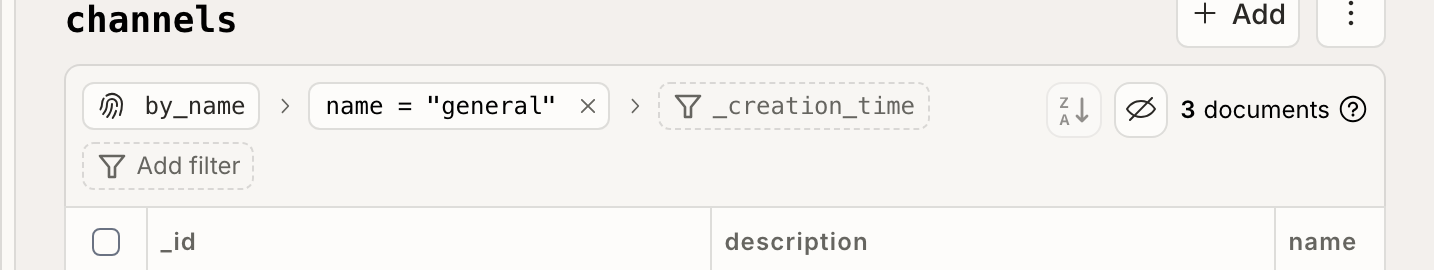 channels
+ Add
by_name > name = "general" × > _creation_time
Z
A
3 documents
Add filter
_id description name